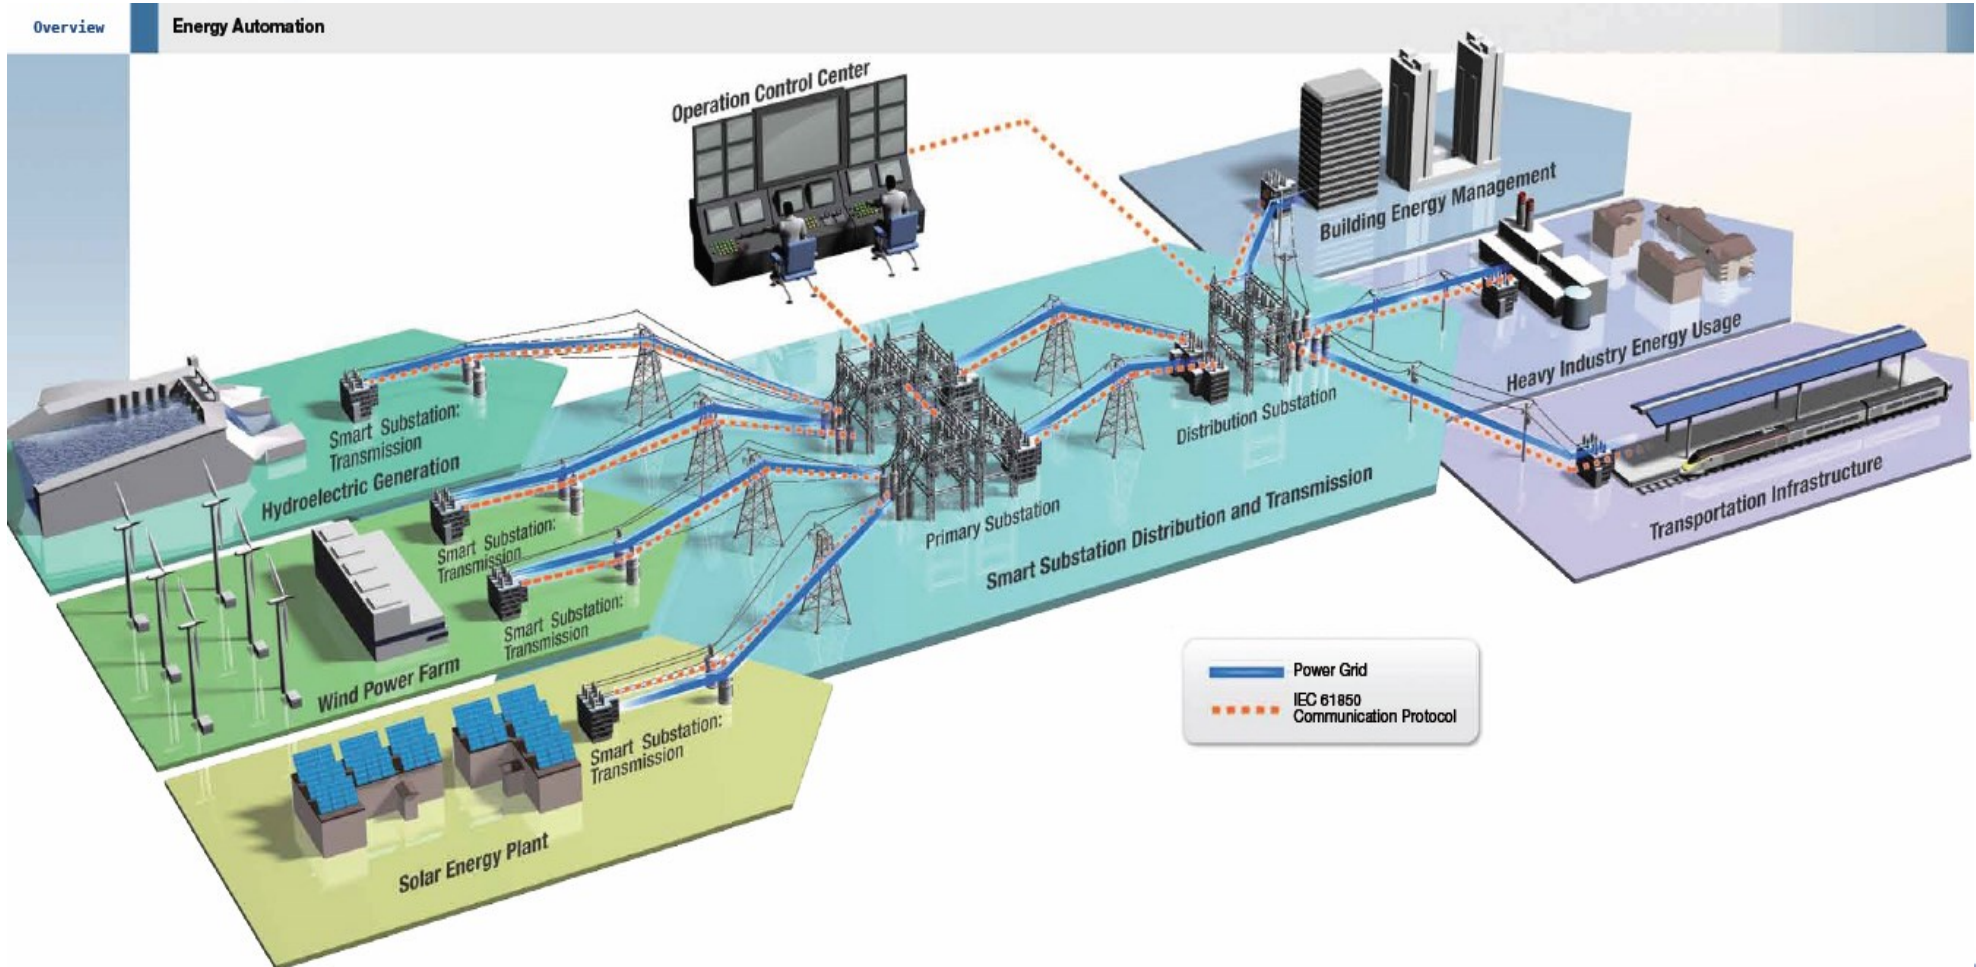 Overview
Energy Automation
Operation Control Center
Building Energy Management
Heavy Industry Energy Usage
Transportation Infrastructure
Smart Substation:
Transmission
Hydroelectric Generation
Smart Substation:
Transmission
Smart Substation:
Transmission
Wind Power Farm
Smart Substation:
Transmission
Solar Energy Plant
Primary Substation
Distribution Substation
Smart Substation Distribution and Transmission
Power Grid
IEC 61850
Communication Protocol